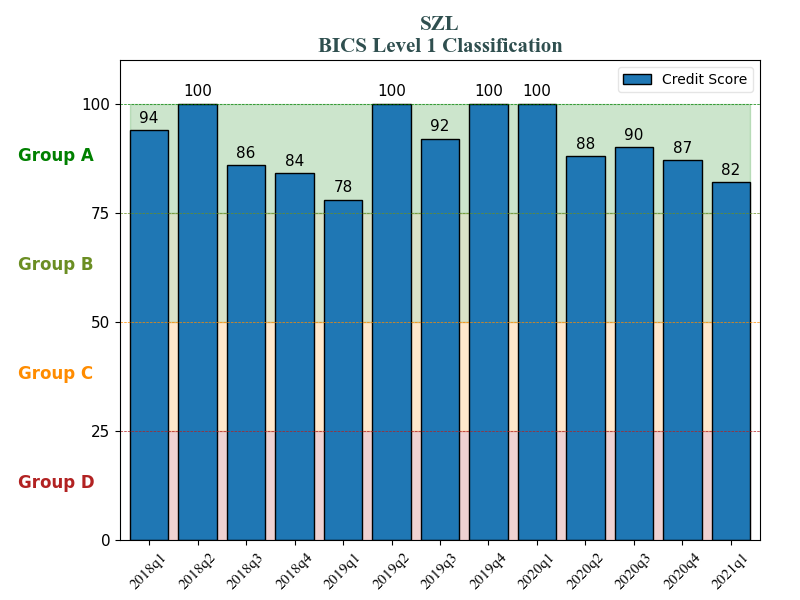 SZL
BICS Level 1 Classification
Credit Score
100
75
50
25
0
Group A
Group B
Group C
Group D
94
100
86
84
78
100
92
100
100
88
90
87
82
2018q1
2018q2
2018q3
2018q4
2019q1
2019q2
2019q3
2019q4
2020q1
2020q2
2020q3
2020q4
2021q1